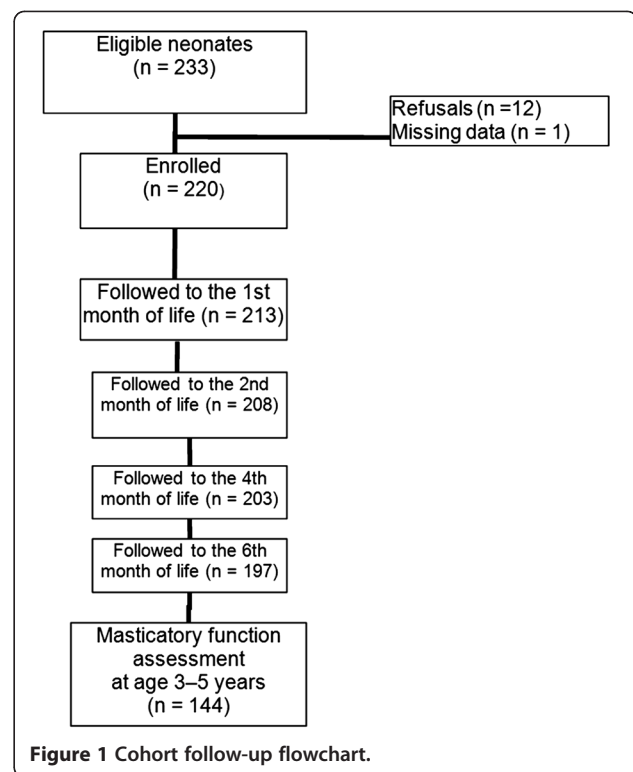 Eligible neonates
(n = 233)
Refusals (n =12)
Missing data (n = 1)
Enrolled
(n = 220)
Followed to the 1st
month of life (n = 213)
Followed to the 2nd
month of life (n = 208)
Followed to the 4th
month of life (n = 203)
Followed to the 6th
month of life (n = 197)
Masticatory function
assessment
at age 3–5 years
(n = 144)
Figure 1 Cohort follow-up flowchart.